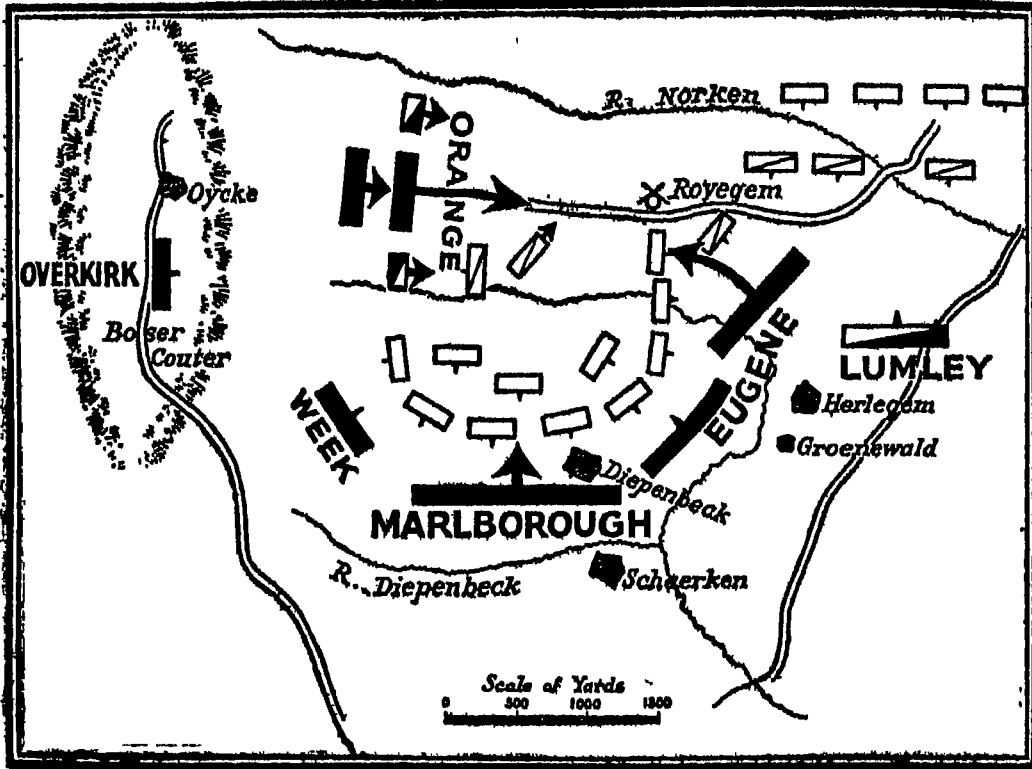 R. NORKEN
ORANGE
Oycke
Royegem
OVERKIRK
Boiser
Couter
EUGENE
LUMLEY
WEEK
Herlegem
Groenewald
Diepenbeak
MARLBOROUGH
R. Diepenbeck
Schaerken
Scale of Yards
0 500 1000 1500